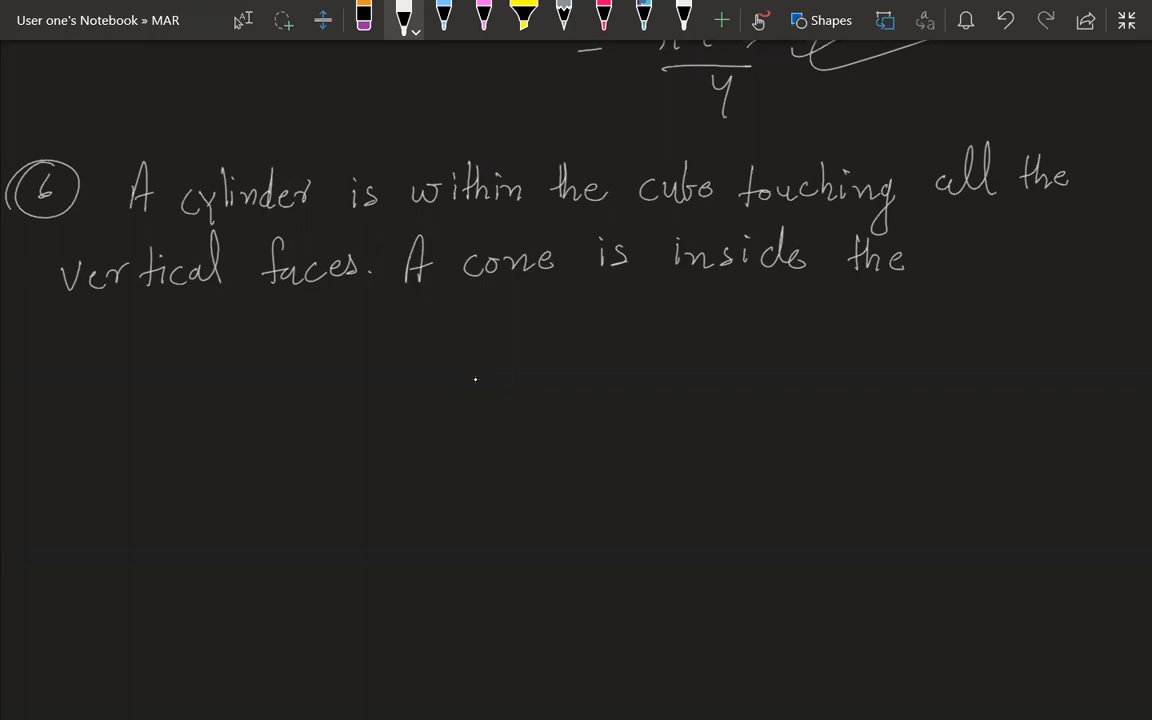 User one's Notebook » MAR
Shapes
4
6 A cylinder is within the cube touching all the
vertical faces. A cone is inside the